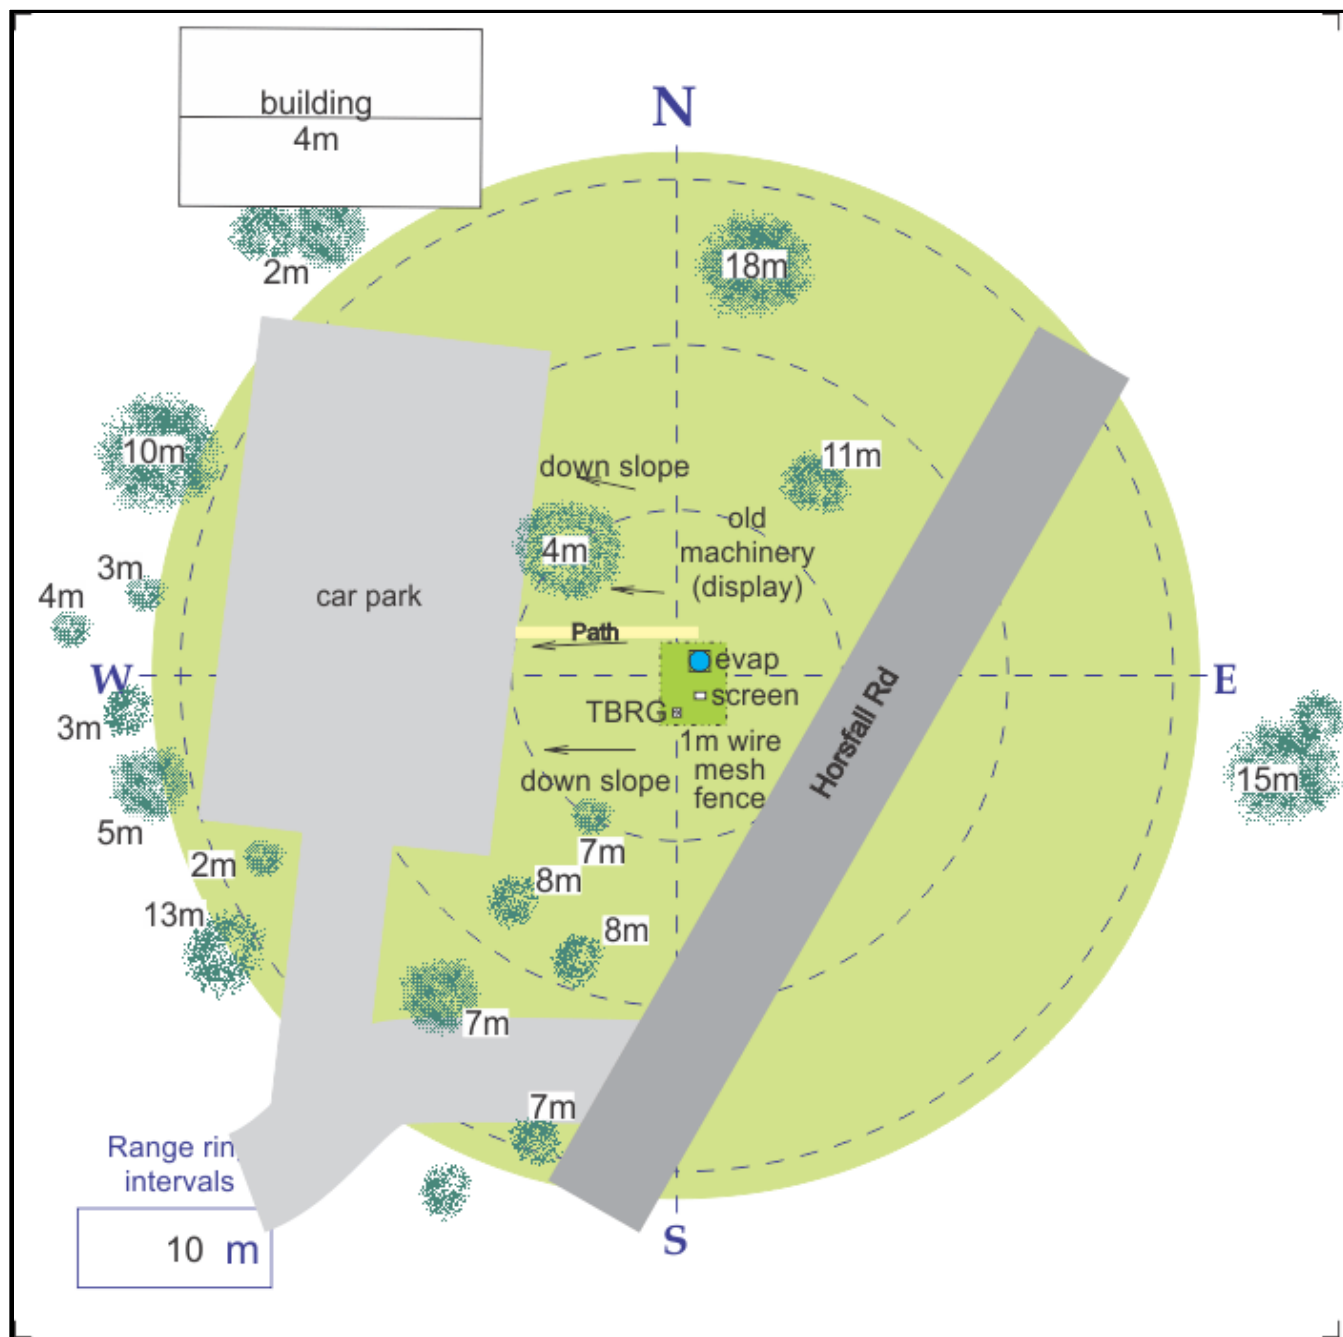 building
4m
N
2m
18m
10m
11m
down slope
old
machinery
(display)
4m
3m
4m
car park
Path
W
evap
E
screen
TBRG
3m
1m wire
mesh
fence
Horsfall Rd
down slope
15m
5m
7m
2m
8m
13m
8m
7m
7m
Range rin
intervals
10 m
S